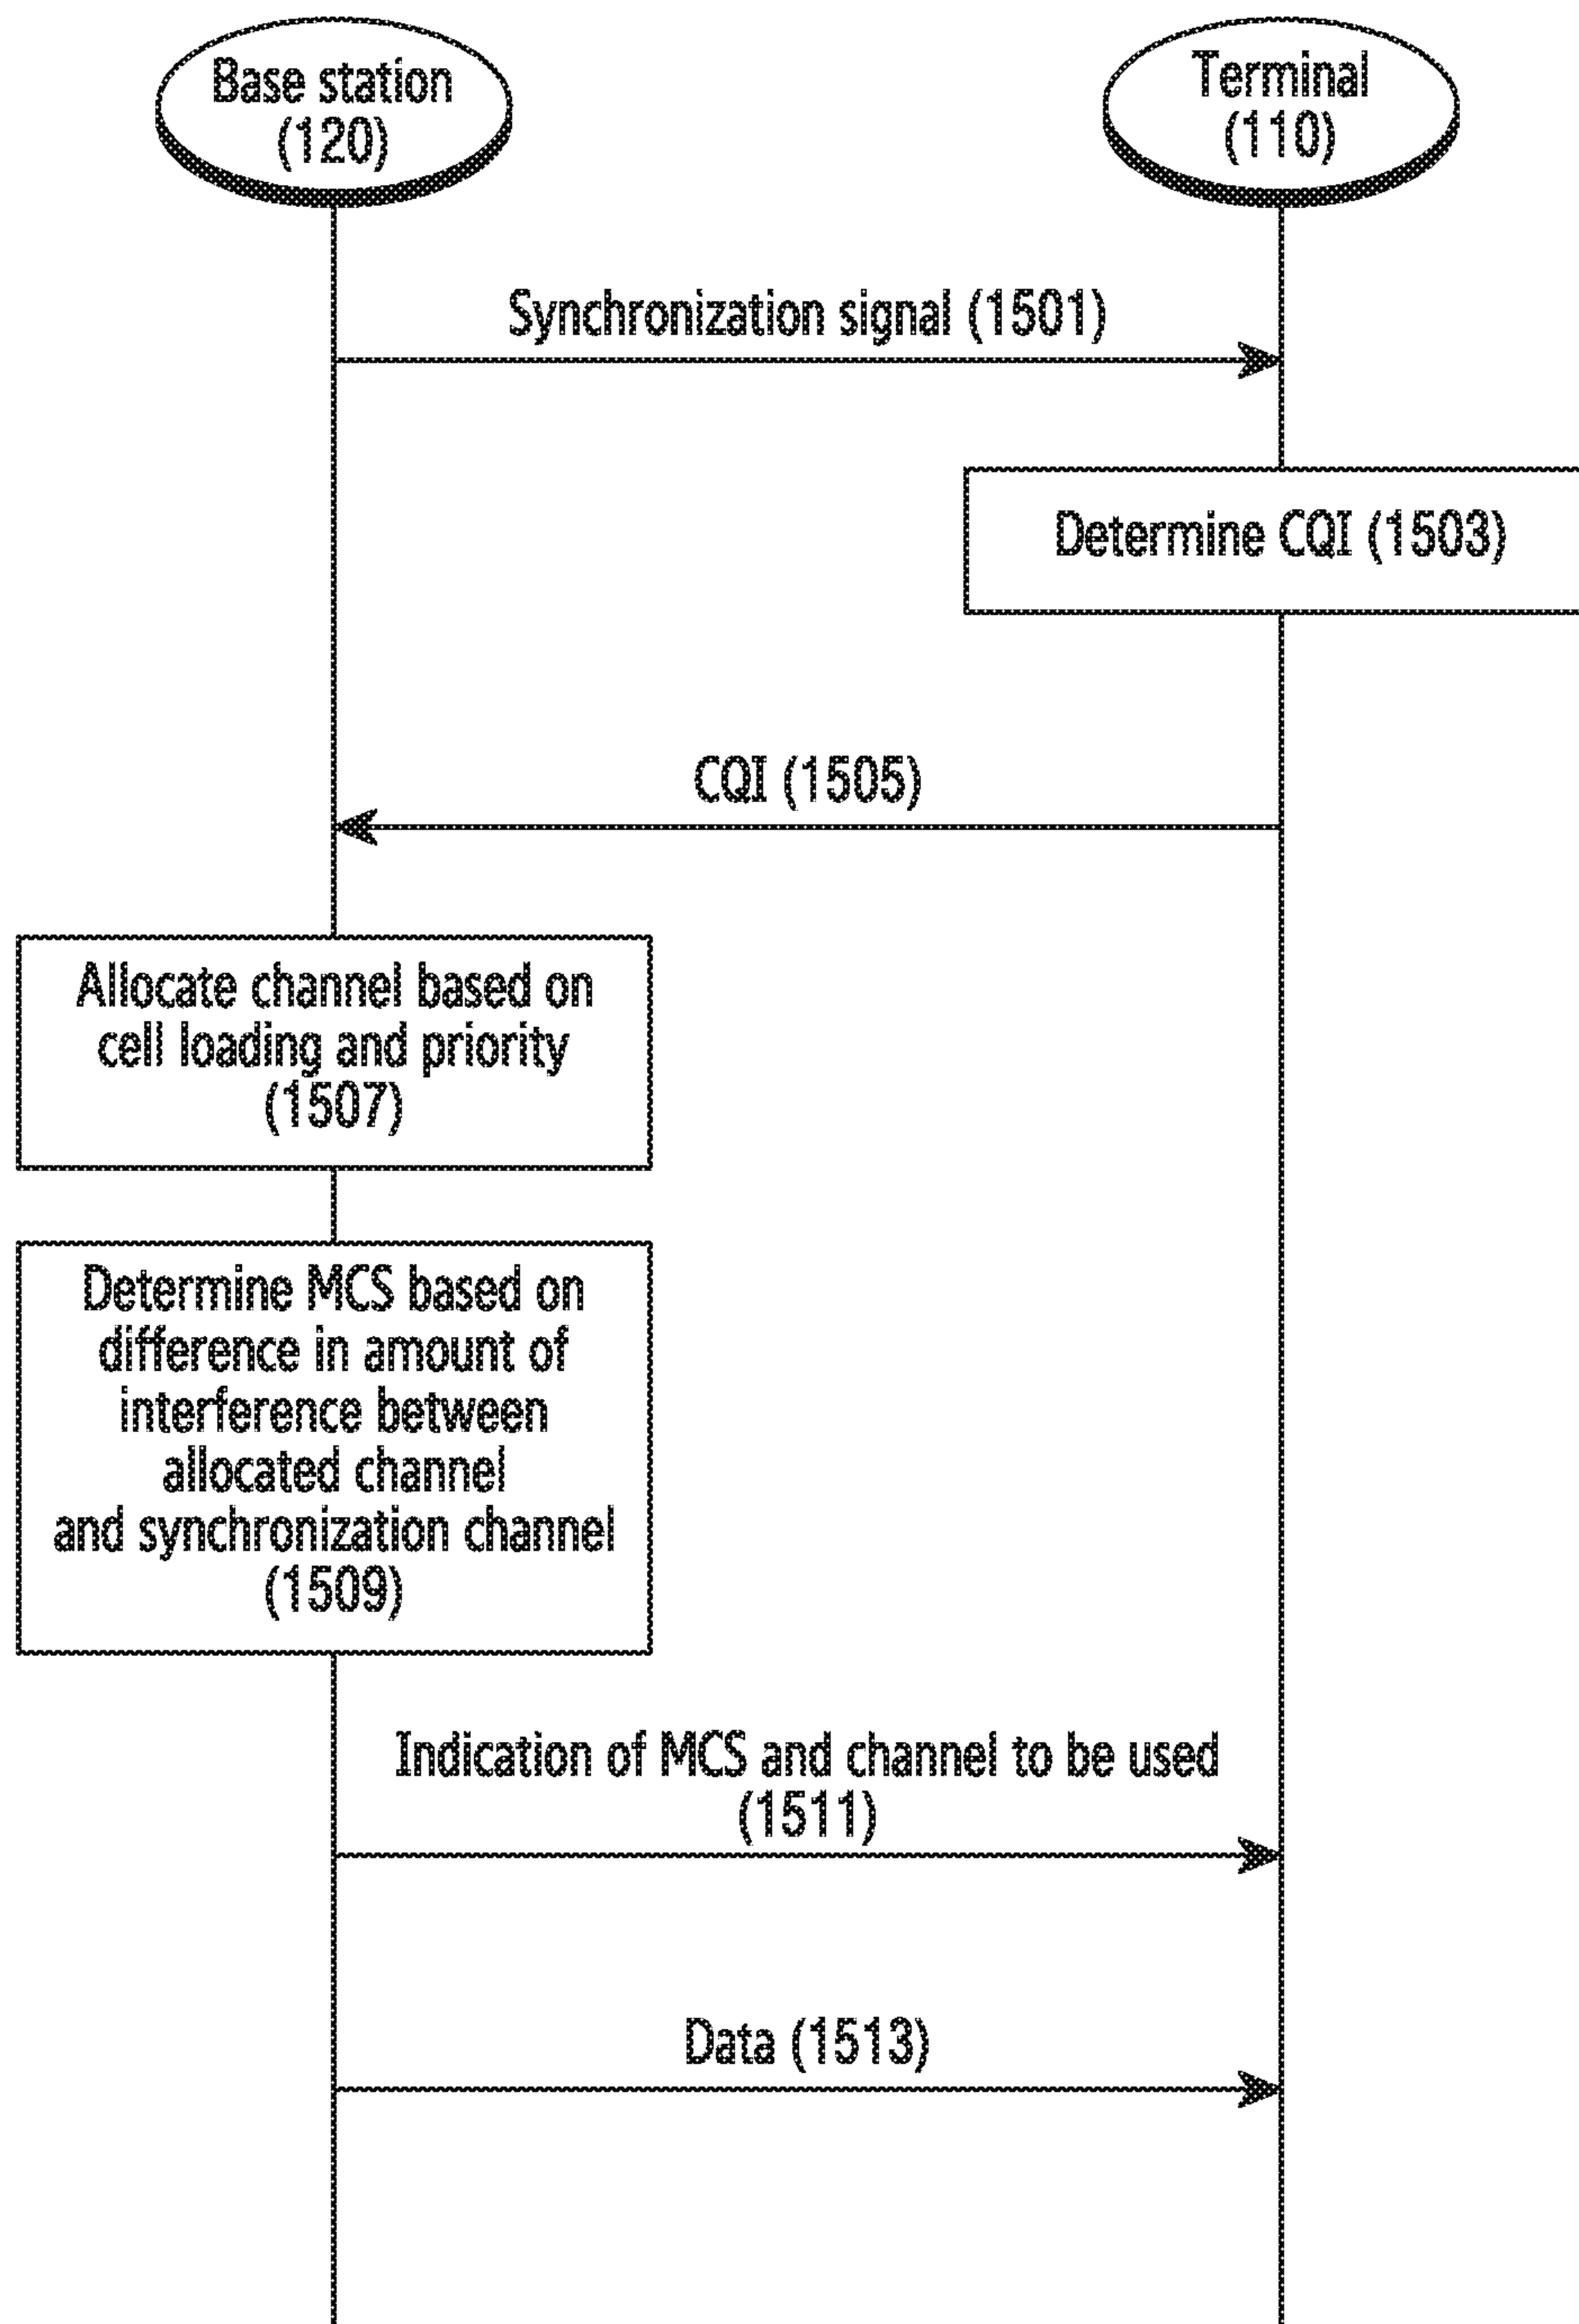 Base station
(120)
Terminal
(110)
Synchronization signal (1501)
Determine CQI (1503)
CQI (1505)
Allocate channel based on
cell loading and priority
(1507)
Determine MCS based on
difference in amount of
interference between
allocated channel
and synchronization channel
(1509)
Indication of MCS and channel to be used
(1511)
Data (1513)